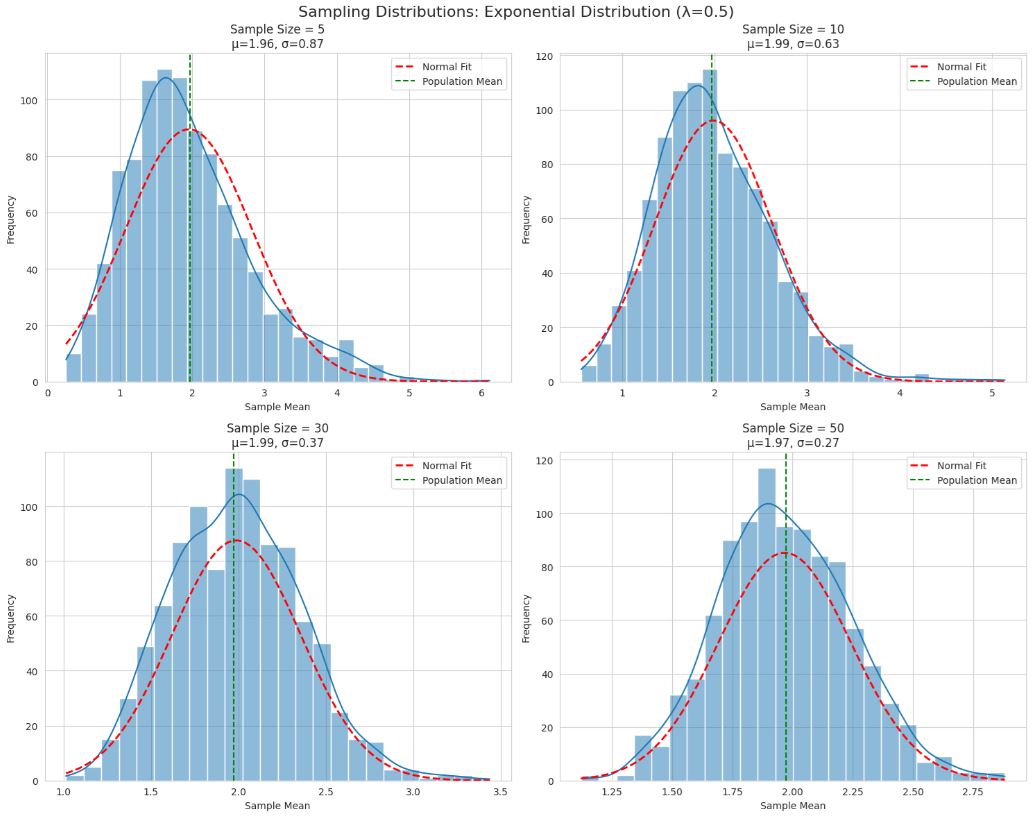 Sampling Distributions: Exponential Distribution (λ=0.5)
Sample Size = 5
μ=1.96, σ=0.87
Normal Fit
Population Mean
Frequency
100
80
60
40
20
0
0 1 2 3 4 5 6
Sample Mean
Sample Size = 10
μ=1.99, σ=0.63
Normal Fit
Population Mean
Frequency
120
100
80
60
40
20
0
1 2 3 4 5
Sample Mean
Sample Size = 30
μ=1.99, σ=0.37
Normal Fit
Population Mean
Frequency
100
80
60
40
20
0
1.0 1.5 2.0 2.5 3.0 3.5
Sample Mean
Sample Size = 50
μ=1.97, σ=0.27
Normal Fit
Population Mean
Frequency
120
100
80
60
40
20
0
1.25 1.50 1.75 2.00 2.25 2.50 2.75
Sample Mean